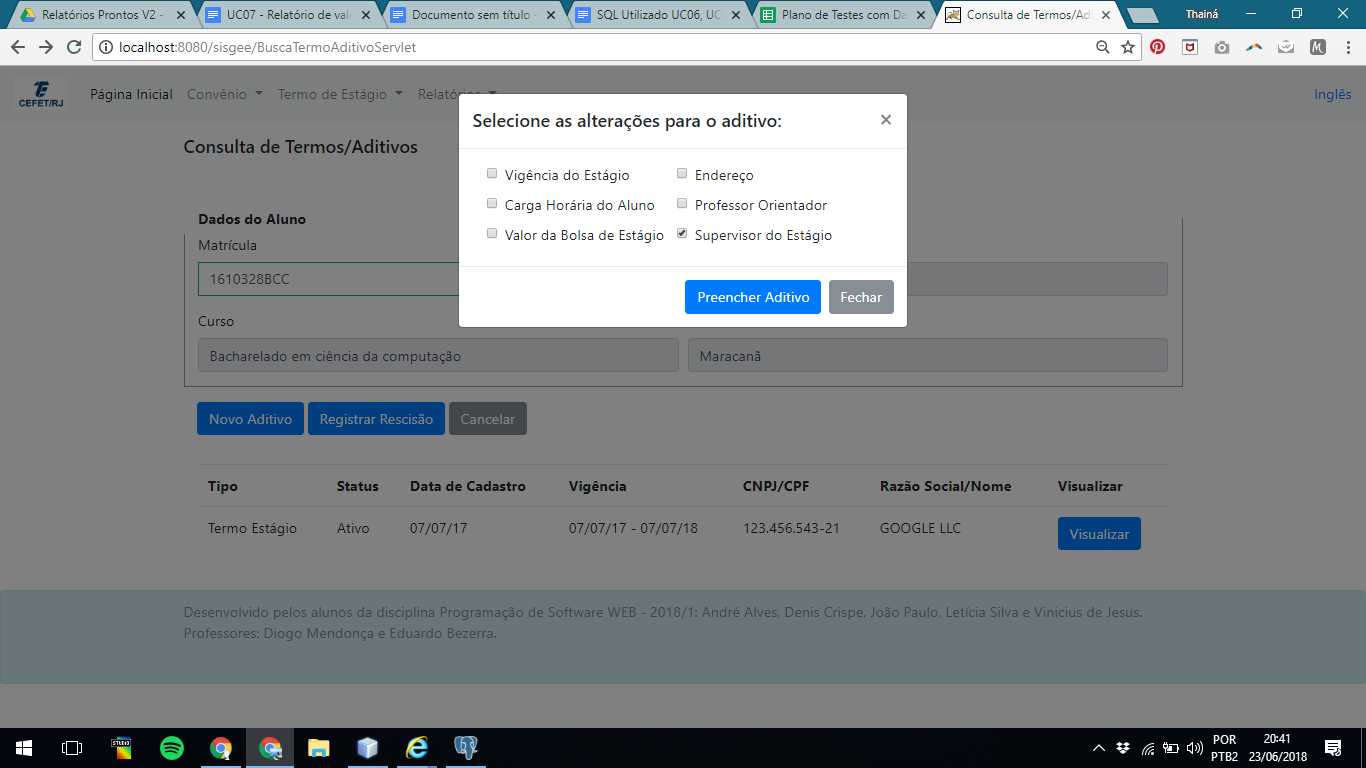 Relatórios Prontos V2 -
UC07 - Relatório de vali
Documento sem título -
SQL Utilizado UC06, UC
Plano de Testes com Da
Consulta de Termos/Adi
Thainá
localhost:8080/sisgee/BuscaTermoAditivoServlet
CEFET/RJ
Página Inicial Convênio Termo de Estágio Relatórios
Inglês
Selecione as alterações para o aditivo: ×
Vigência do Estágio Endereço
Carga Horária do Aluno Professor Orientador
Valor da Bolsa de Estágio Supervisor do Estágio
Preencher Aditivo Fechar
Consulta de Termos/Aditivos
Dados do Aluno
Matrícula
1610328BCC
Curso
Bacharelado em ciência da computação Maracanã
Novo Aditivo Registrar Rescisão Cancelar
Tipo Status Data de Cadastro Vigência CNPJ/CPF Razão Social/Nome Visualizar
Termo Estágio Ativo 07/07/17 07/07/17 - 07/07/18 123.456.543-21 GOOGLE LLC Visualizar
Desenvolvido pelos alunos da disciplina Programação de Software WEB - 2018/1: André Alves, Denis Crispe, João Paulo, Letícia Silva e Vinicius de Jesus.
Professores: Diogo Mendonça e Eduardo Bezerra.
STUDIO
POR
PTB2
20:41
23/06/2018